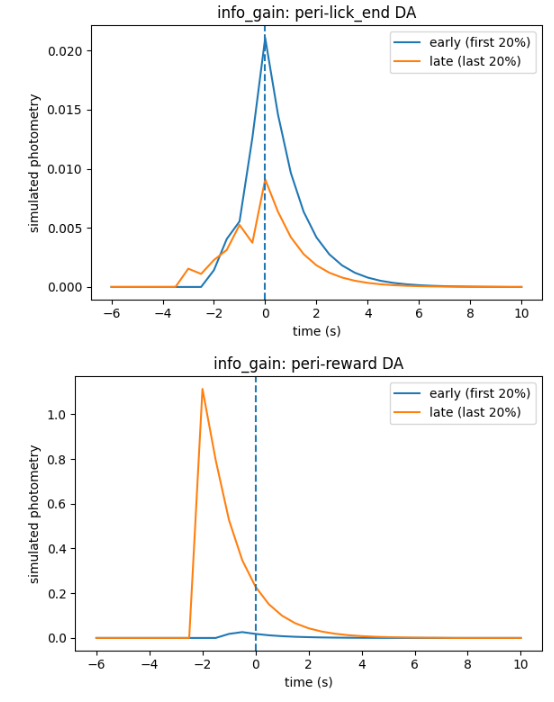 info_gain: peri-lick_end DA
early (first 20%)
late (last 20%)
simulated photometry
0.020
0.015
0.010
0.005
0.000
−6 −4 −2 0 2 4 6 8 10
time (s)
info_gain: peri-reward DA
early (first 20%)
late (last 20%)
simulated photometry
1.0
0.8
0.6
0.4
0.2
0.0
−6 −4 −2 0 2 4 6 8 10
time (s)